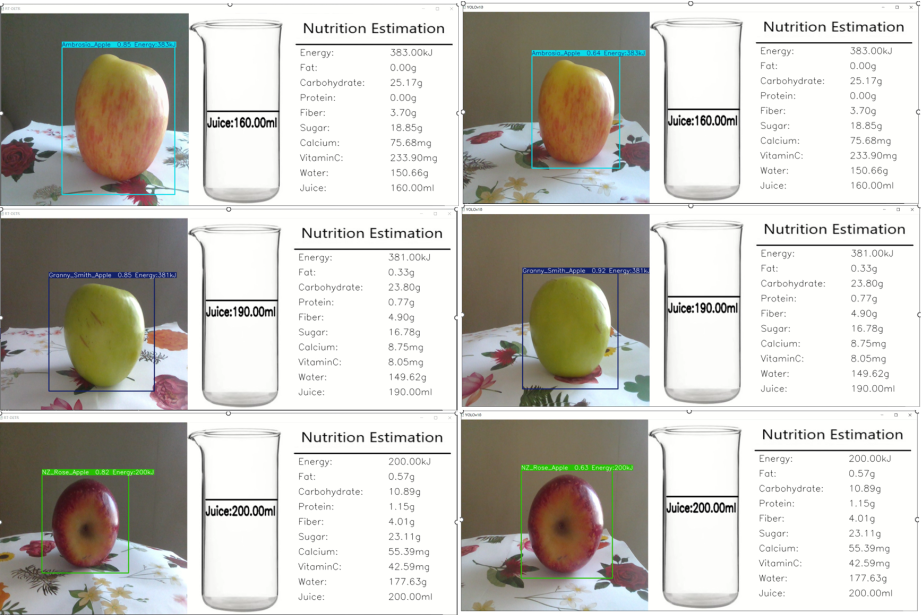 Ambrosia_Apple 0.85 Energy:383kJ
Juice:160.00ml
Nutrition Estimation
Energy: 383.00kJ
Fat: 0.00g
Carbohydrate: 25.17g
Protein: 0.00g
Fiber: 3.70g
Sugar: 18.85g
Calcium: 75.68mg
VitaminC: 233.90mg
Water: 150.66g
Juice: 160.00ml
Ambrosia_Apple 0.84 Energy:383kJ
Juice:160.00ml
Nutrition Estimation
Energy: 383.00kJ
Fat: 0.00g
Carbohydrate: 25.17g
Protein: 0.00g
Fiber: 3.70g
Sugar: 18.85g
Calcium: 75.68mg
VitaminC: 233.90mg
Water: 150.66g
Juice: 160.00ml
Granny_Smith_Apple 0.85 Energy:381kJ
Juice:190.00ml
Nutrition Estimation
Energy: 381.00kJ
Fat: 0.33g
Carbohydrate: 23.80g
Protein: 0.77g
Fiber: 4.90g
Sugar: 16.78g
Calcium: 8.75mg
VitaminC: 8.05mg
Water: 149.62g
Juice: 190.00ml
Granny_Smith_Apple 0.92 Energy:381k
Juice:190.00ml
Nutrition Estimation
Energy: 381.00kJ
Fat: 0.33g
Carbohydrate: 23.80g
Protein: 0.77g
Fiber: 4.90g
Sugar: 16.78g
Calcium: 8.75mg
VitaminC: 8.05mg
Water: 149.62g
Juice: 190.00ml
NZ_Rose_Apple 0.82 Energy:200kJ
Juice:200.00ml
Nutrition Estimation
Energy: 200.00kJ
Fat: 0.57g
Carbohydrate: 10.89g
Protein: 1.15g
Fiber: 4.01g
Sugar: 23.11g
Calcium: 55.39mg
VitaminC: 42.59mg
Water: 177.63g
Juice: 200.00ml
NZ_Rose_Apple 0.63 Energy:200kJ
Juice:200.00ml
Nutrition Estimation
Energy: 200.00kJ
Fat: 0.57g
Carbohydrate: 10.89g
Protein: 1.15g
Fiber: 4.01g
Sugar: 23.11g
Calcium: 55.39mg
VitaminC: 42.59mg
Water: 177.63g
Juice: 200.00ml